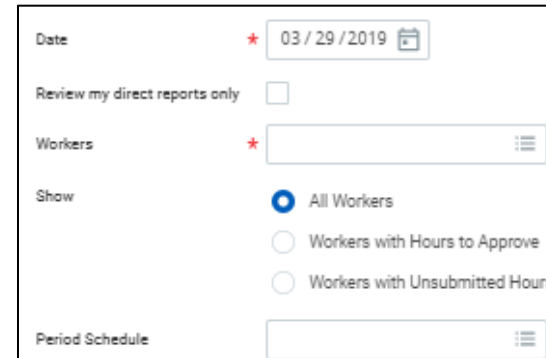 Date * 03 / 29 / 2019
Review my direct reports only
Workers *
Show
All Workers
Workers with Hours to Approve
Workers with Unsubmitted Hour
Period Schedule